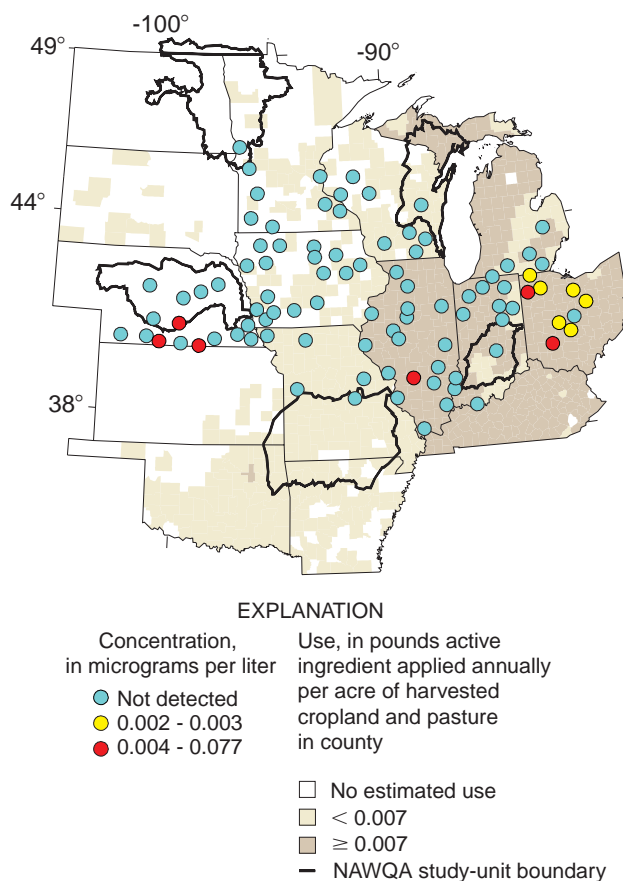 -100°
49°
-90°
44°
38°
EXPLANATION
Concentration,
in micrograms per liter
Not detected
0.002 - 0.003
0.004 - 0.077
Use, in pounds active
ingredient applied annually
per acre of harvested
cropland and pasture
in county
No estimated use
< 0.007
≥ 0.007
NAWQA study-unit boundary